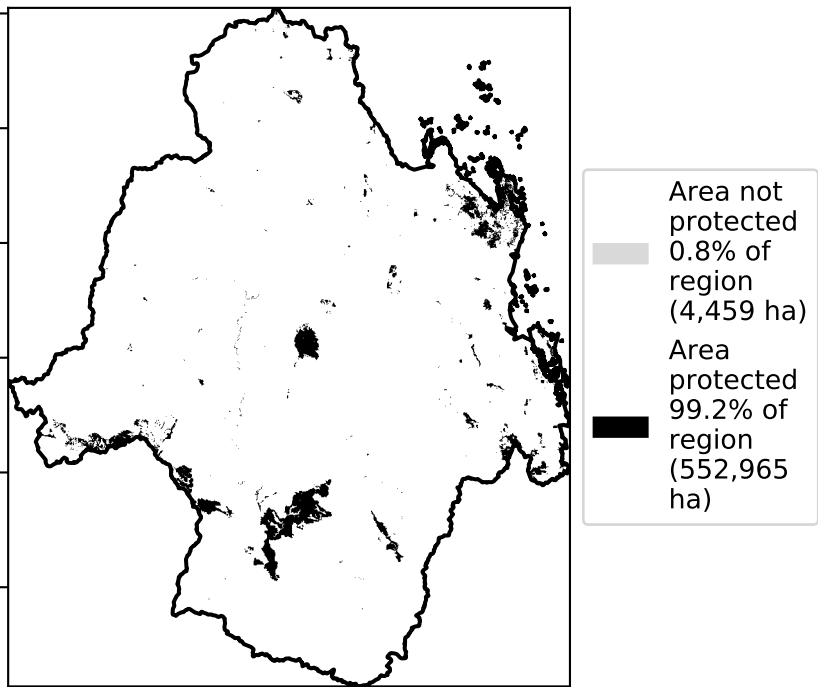 Area not
protected
0.8% of
region
(4,459 ha)
Area
protected
99.2% of
region
(552,965
ha)